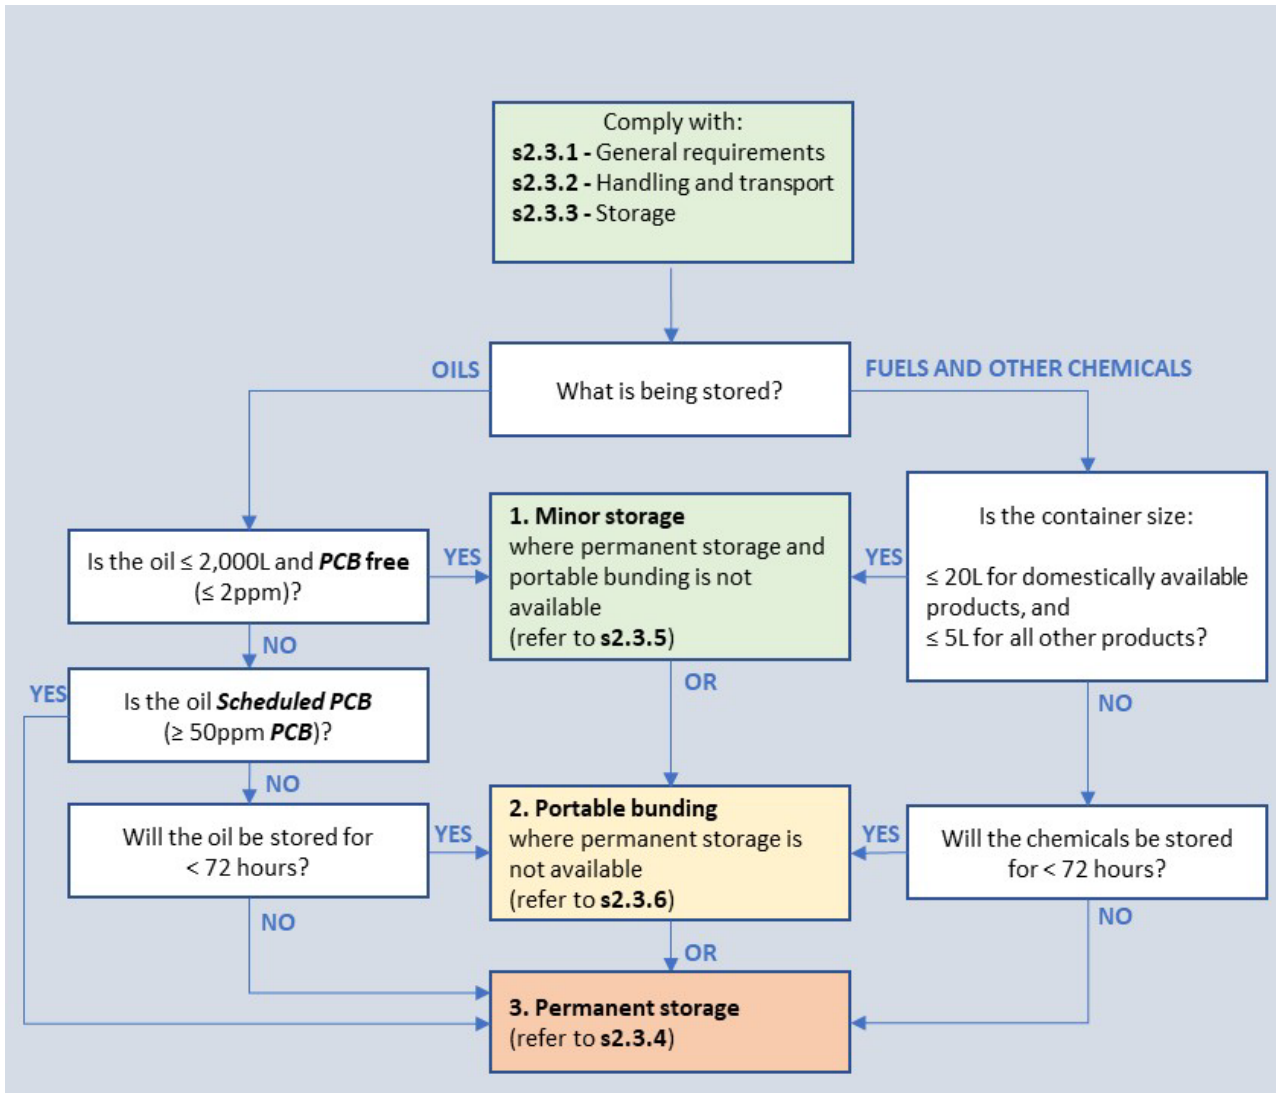 Comply with:
s2.3.1 - General requirements
s2.3.2 - Handling and transport
s2.3.3 - Storage
OILS
What is being stored?
FUELS AND OTHER CHEMICALS
Is the oil ≤ 2,000L and PCB free
(≤ 2ppm)?
YES
1. Minor storage
where permanent storage and
portable bunding is not
available
(refer to s2.3.5)
YES
Is the container size:
≤ 20L for domestically available
products, and
≤ 5L for all other products?
NO
OR
NO
YES
Is the oil Scheduled PCB
(≥ 50ppm PCB)?
NO
Will the oil be stored for
< 72 hours?
YES
2. Portable bunding
where permanent storage is
not available
(refer to s2.3.6)
YES
Will the chemicals be stored
for < 72 hours?
NO
OR
NO
3. Permanent storage
(refer to s2.3.4)